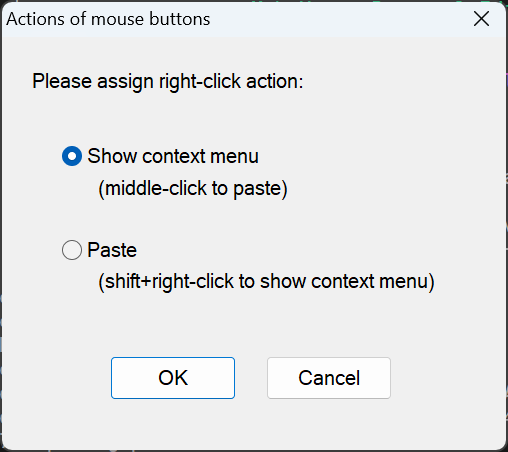 Actions of mouse buttons
Please assign right-click action:
Show context menu
(middle-click to paste)
Paste
(shift+right-click to show context menu)
OK
Cancel